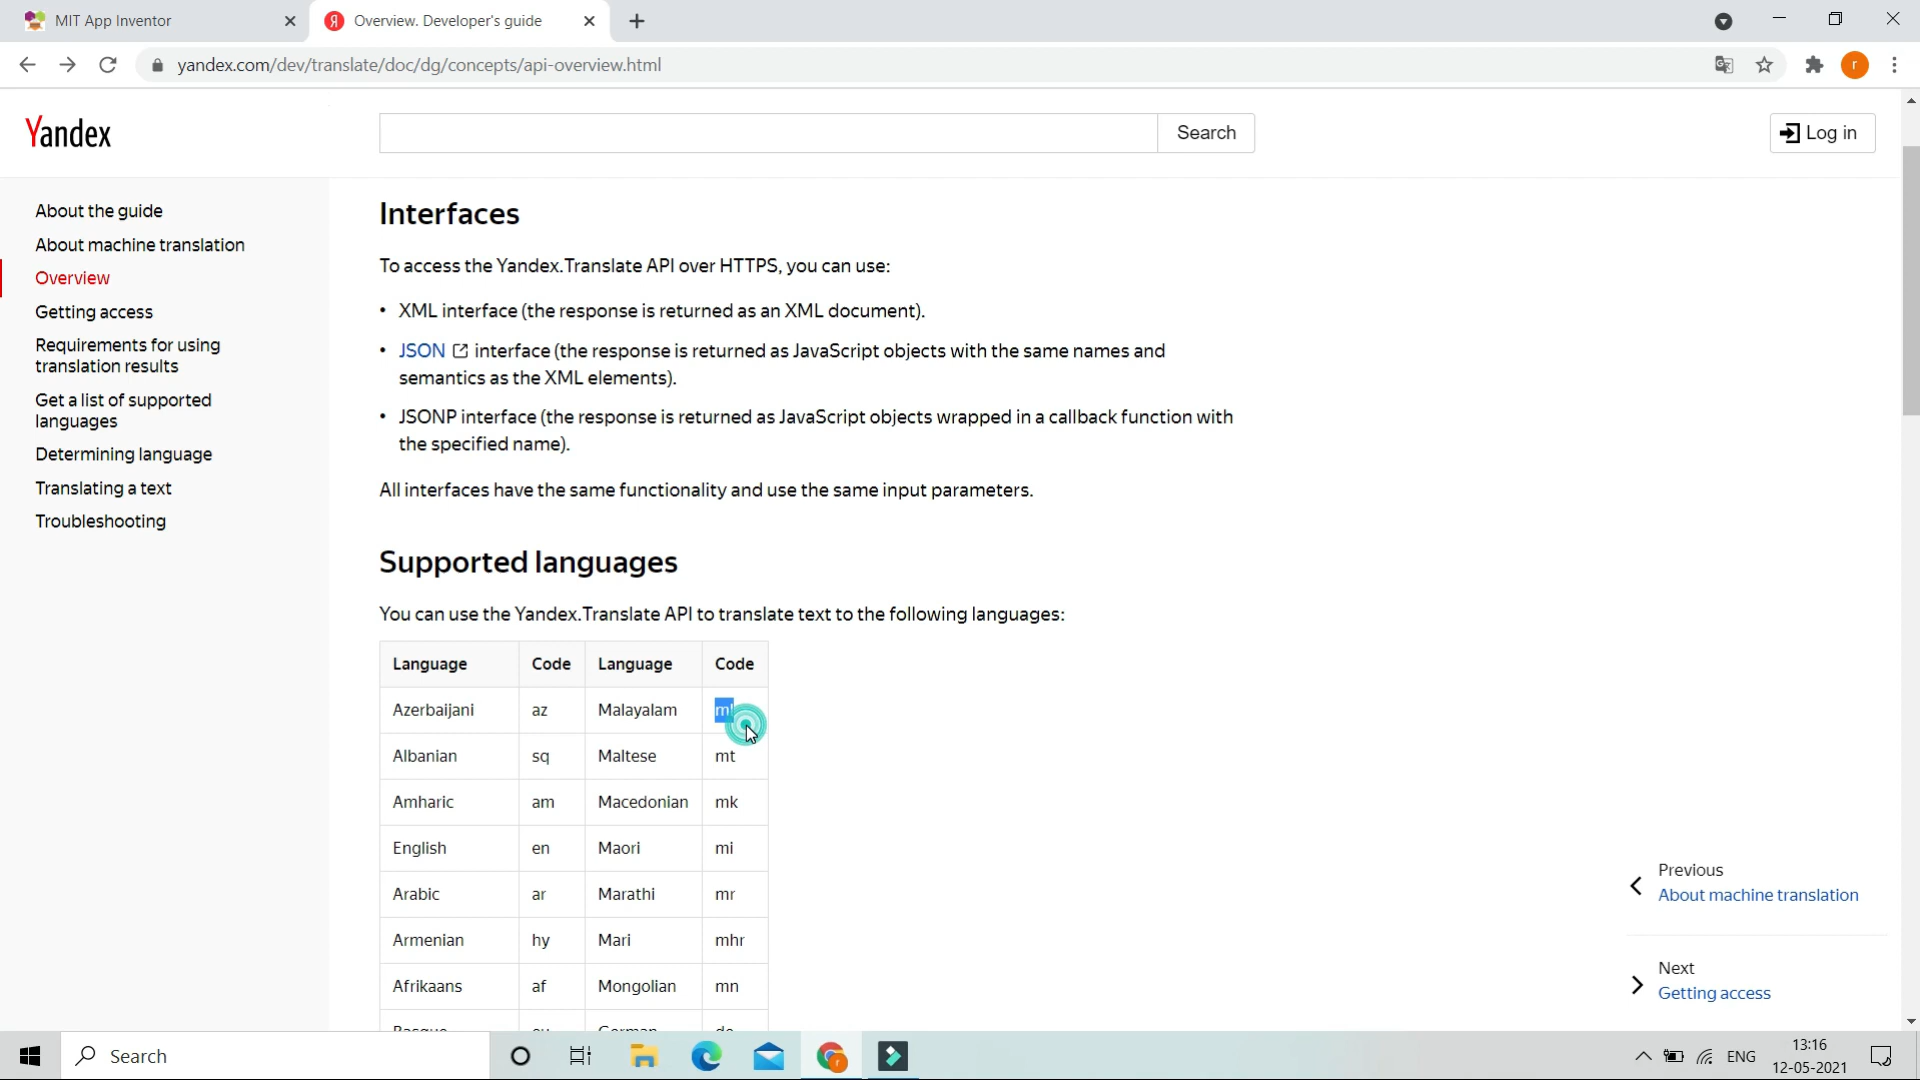 MIT App Inventor
Я Overview. Developer's guide
yandex.com/dev/translate/doc/dg/concepts/api-overview.html
r
Yandex
Search
Log in
About the guide
About machine translation
Overview
Getting access
Requirements for using
translation results
Get a list of supported
languages
Determining language
Translating a text
Troubleshooting
Interfaces
To access the Yandex.Translate API over HTTPS, you can use:
• XML interface (the response is returned as an XML document).
• JSON interface (the response is returned as JavaScript objects with the same names and
semantics as the XML elements).
• JSONP interface (the response is returned as JavaScript objects wrapped in a callback function with
the specified name).
All interfaces have the same functionality and use the same input parameters.
Supported languages
You can use the Yandex.Translate API to translate text to the following languages:
Language Code Language Code
Azerbaijani az Malayalam ml
Albanian sq Maltese mt
Amharic am Macedonian mk
English en Maori mi
Arabic ar Marathi mr
Armenian hy Mari mhr
Afrikaans af Mongolian mn
Previous
About machine translation
Next
Getting access
Search
ENG
13:16
12-05-2021